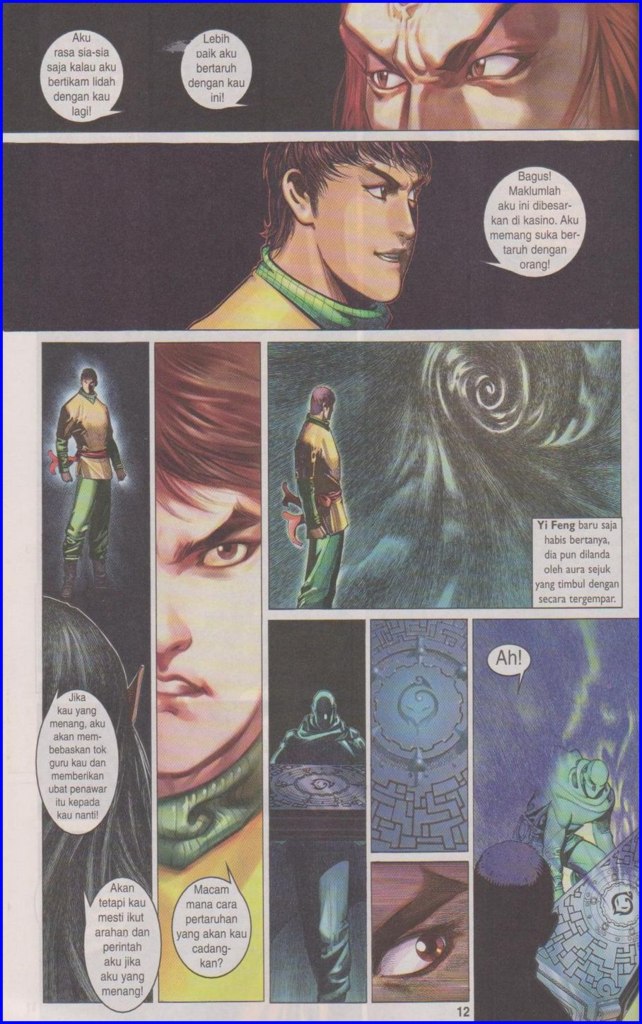 Aku
rasa sia-sia
saja kalau aku
bertikam lidah
dengan kau
lagi!
Lebih
baik aku
bertaruh
dengan kau
ini!
Bagus!
Maklumlah
aku ini dibesar-
kan di kasino. Aku
memang suka ber-
taruh dengan
orang!
Jika
kau yang
menang, aku
akan mem-
bebaskan tok
guru kau dan
memberikan
ubat penawar
itu kepada
kau nanti!
Akan
tetapi kau
mesti ikut
arahan dan
perintah
aku jika
aku yang
menang!
Macam
mana cara
pertaruhan
yang akan kau
cadang-
kan?
Yi Feng baru saja
habis bertanya,
dia pun dilanda
oleh aura sejuk
yang timbul dengan
secara tergempar.
Ah!
12